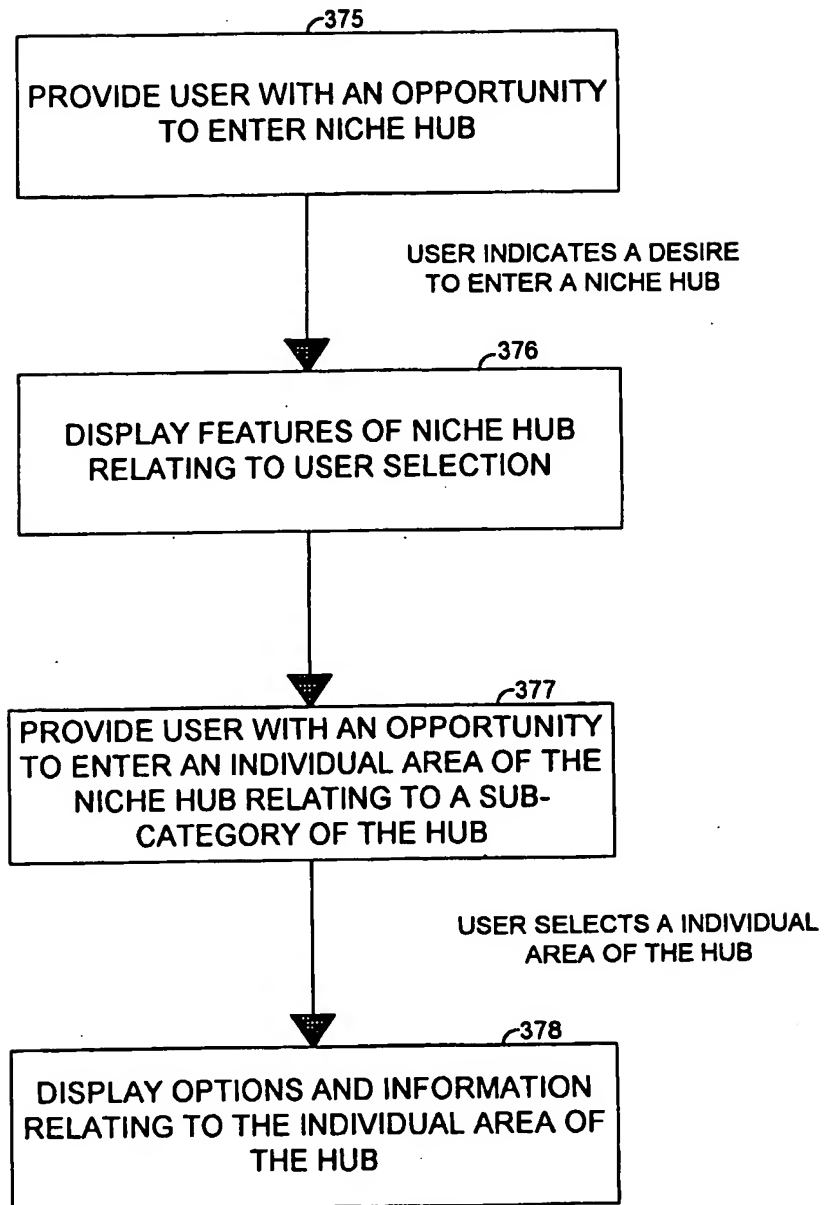 375
PROVIDE USER WITH AN OPPORTUNITY
TO ENTER NICHE HUB
USER INDICATES A DESIRE
TO ENTER A NICHE HUB
376
DISPLAY FEATURES OF NICHE HUB
RELATING TO USER SELECTION
377
PROVIDE USER WITH AN OPPORTUNITY
TO ENTER AN INDIVIDUAL AREA OF THE
NICHE HUB RELATING TO A SUB-
CATEGORY OF THE HUB
USER SELECTS A INDIVIDUAL
AREA OF THE HUB
378
DISPLAY OPTIONS AND INFORMATION
RELATING TO THE INDIVIDUAL AREA OF
THE HUB